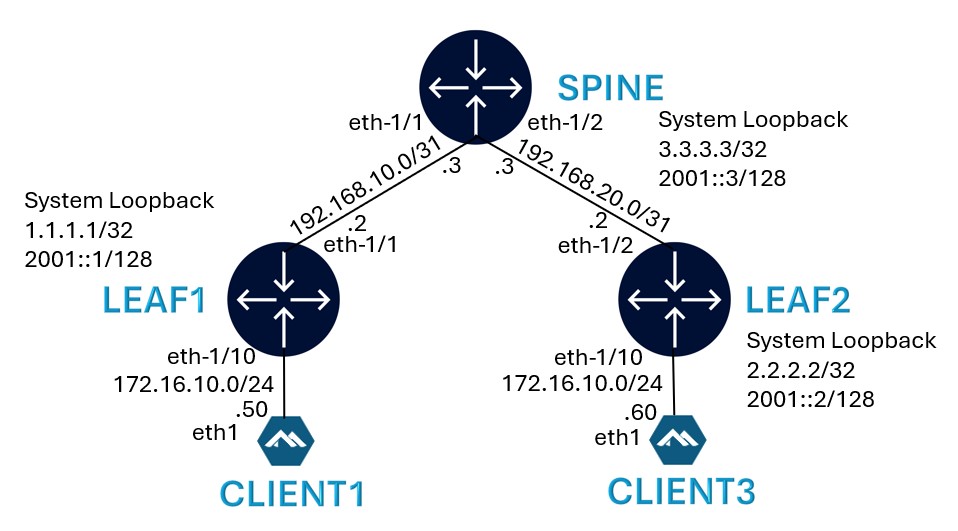 SPINE
eth-1/1
eth-1/2
System Loopback
3.3.3.3/32
2001::3/128
192.168.10.0/31
.3
.3
192.168.20.0/31
System Loopback
1.1.1.1/32
2001::1/128
.2
eth-1/1
.2
eth-1/2
LEAF1
LEAF2
System Loopback
2.2.2.2/32
2001::2/128
eth-1/10
172.16.10.0/24
.50
eth1
CLIENT1
eth-1/10
172.16.10.0/24
.60
eth1
CLIENT3